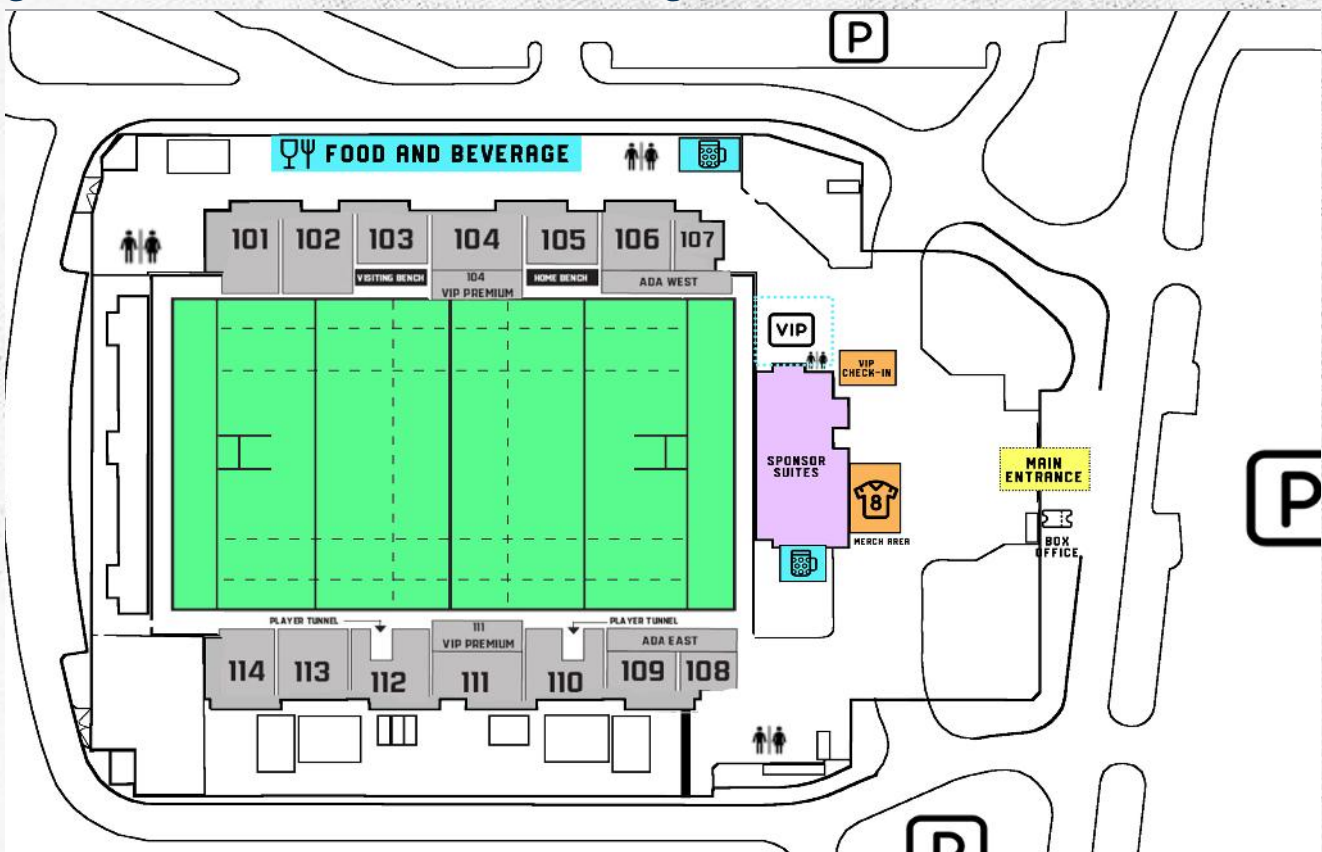 P
FOOD AND BEVERAGE
101
102
103
104
105
106
107
VISITING BENCH
104
VIP PREMIUM
HOME BENCH
ADA WEST
VIP
VIP
CHECK-IN
SPONSOR
SUITES
8
MERCH AREA
MAIN
ENTRANCE
BOX
OFFICE
P
PLAYER TUNNEL
PLAYER TUNNEL
111
VIP PREMIUM
ADA EAST
114
113
112
111
110
109
108
P